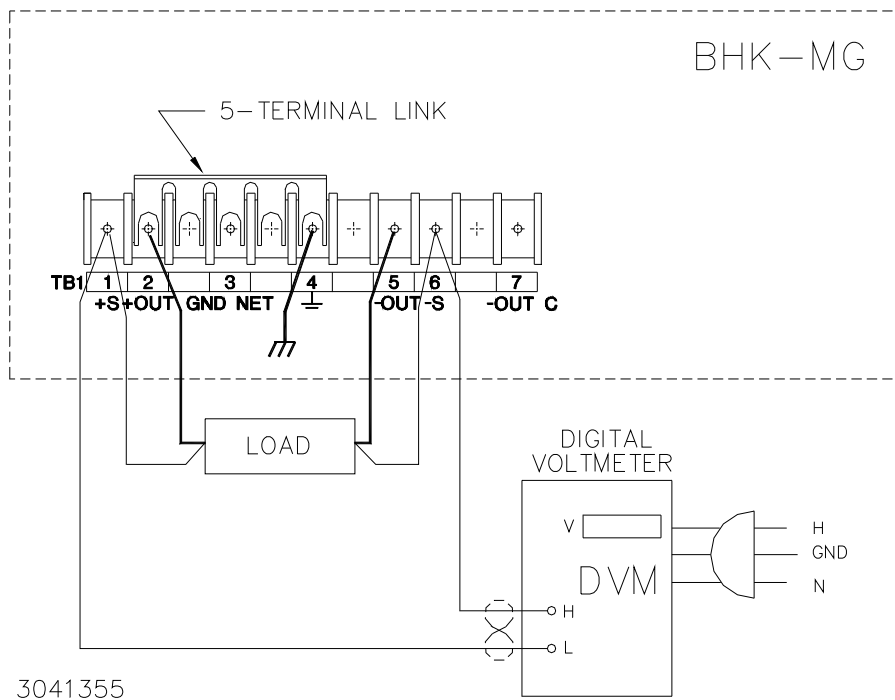 BHK-MG
5-TERMINAL LINK
TB1 1 2 3 4 5 6 7
+S +OUT GND NET -OUT -S -OUT C
LOAD
DIGITAL
VOLTMETER
V
H
GND
DVM
N
H
L
3041355